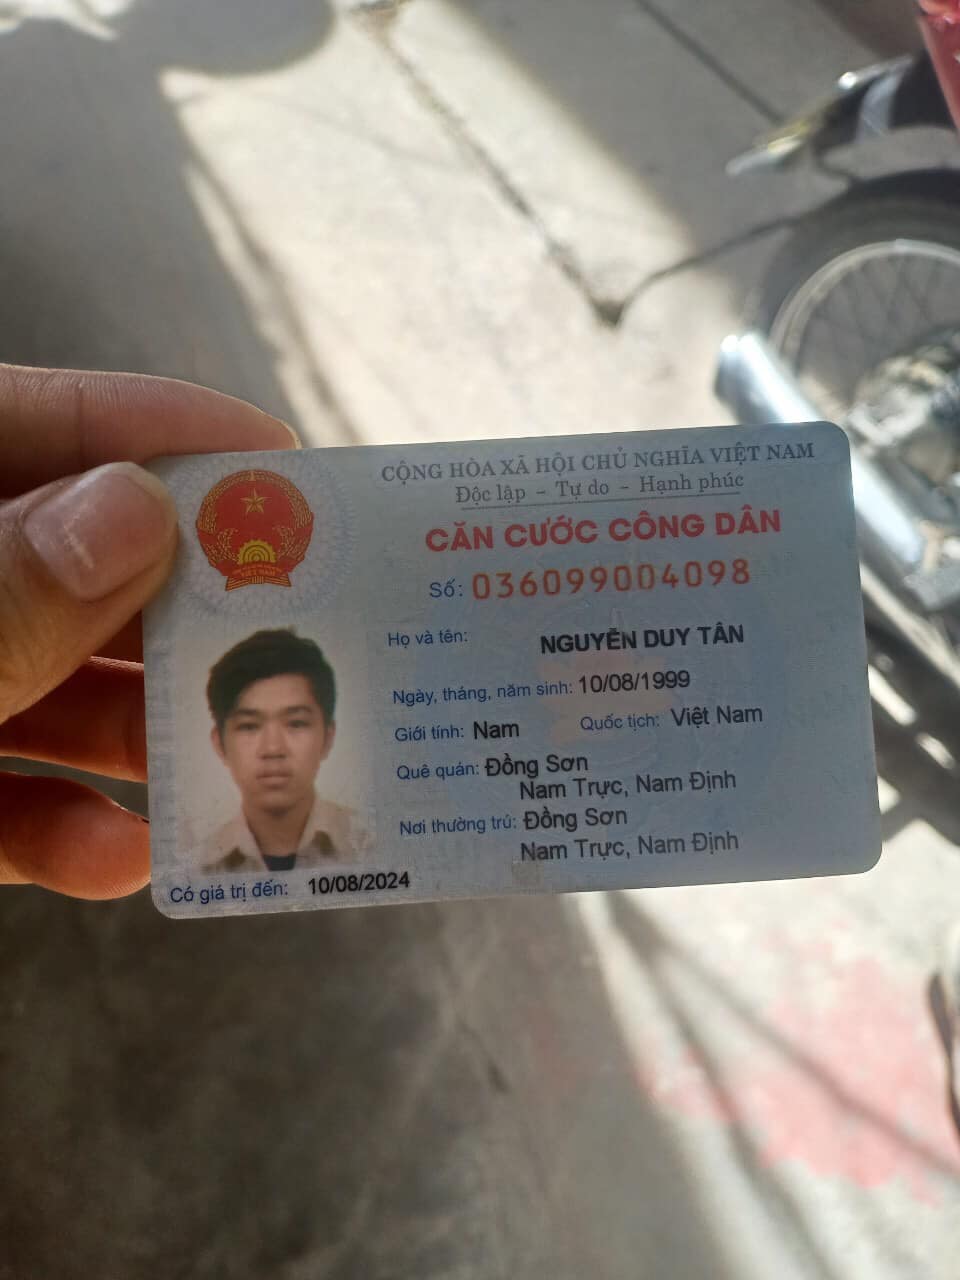 CỘNG HÒA XÃ HỘI CHỦ NGHĨA VIỆT NAM
Độc lập - Tự do - Hạnh phúc
CĂN CƯỚC CÔNG DÂN
Số: 036099004098
Họ và tên: NGUYỄN DUY TÂN
Ngày, tháng, năm sinh: 10/08/1999
Giới tính: Nam Quốc tịch: Việt Nam
Quê quán: Đồng Sơn
Nam Trực, Nam Định
Nơi thường trú: Đồng Sơn
Nam Trực, Nam Định
Có giá trị đến: 10/08/2024
VIỆT NAM